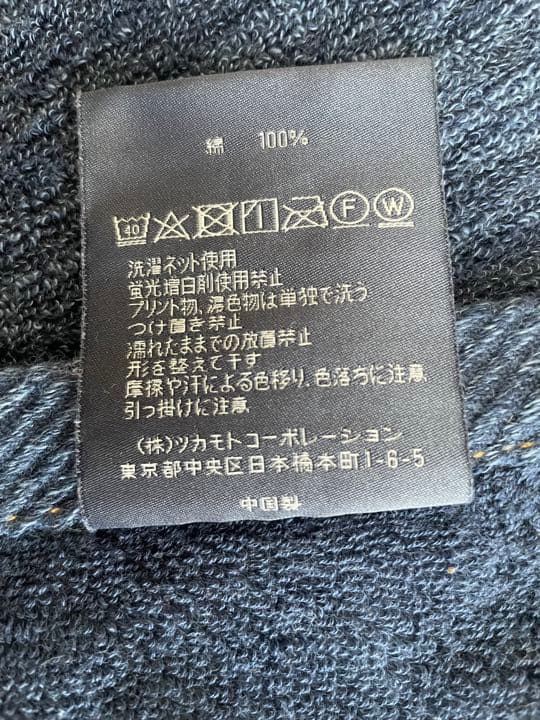 綿 100%
40 F W
洗濯ネット使用
蛍光増白剤使用禁止
プリント物、濃色物は単独で洗う
つけ置き禁止
濡れたままでの放置禁止
形を整えて干す
摩擦や汗による色移り、色落ちに注意
引っ掛けに注意
(株)ツカモトコーポレーション
東京都中央区日本橋本町1-6-5
中国製